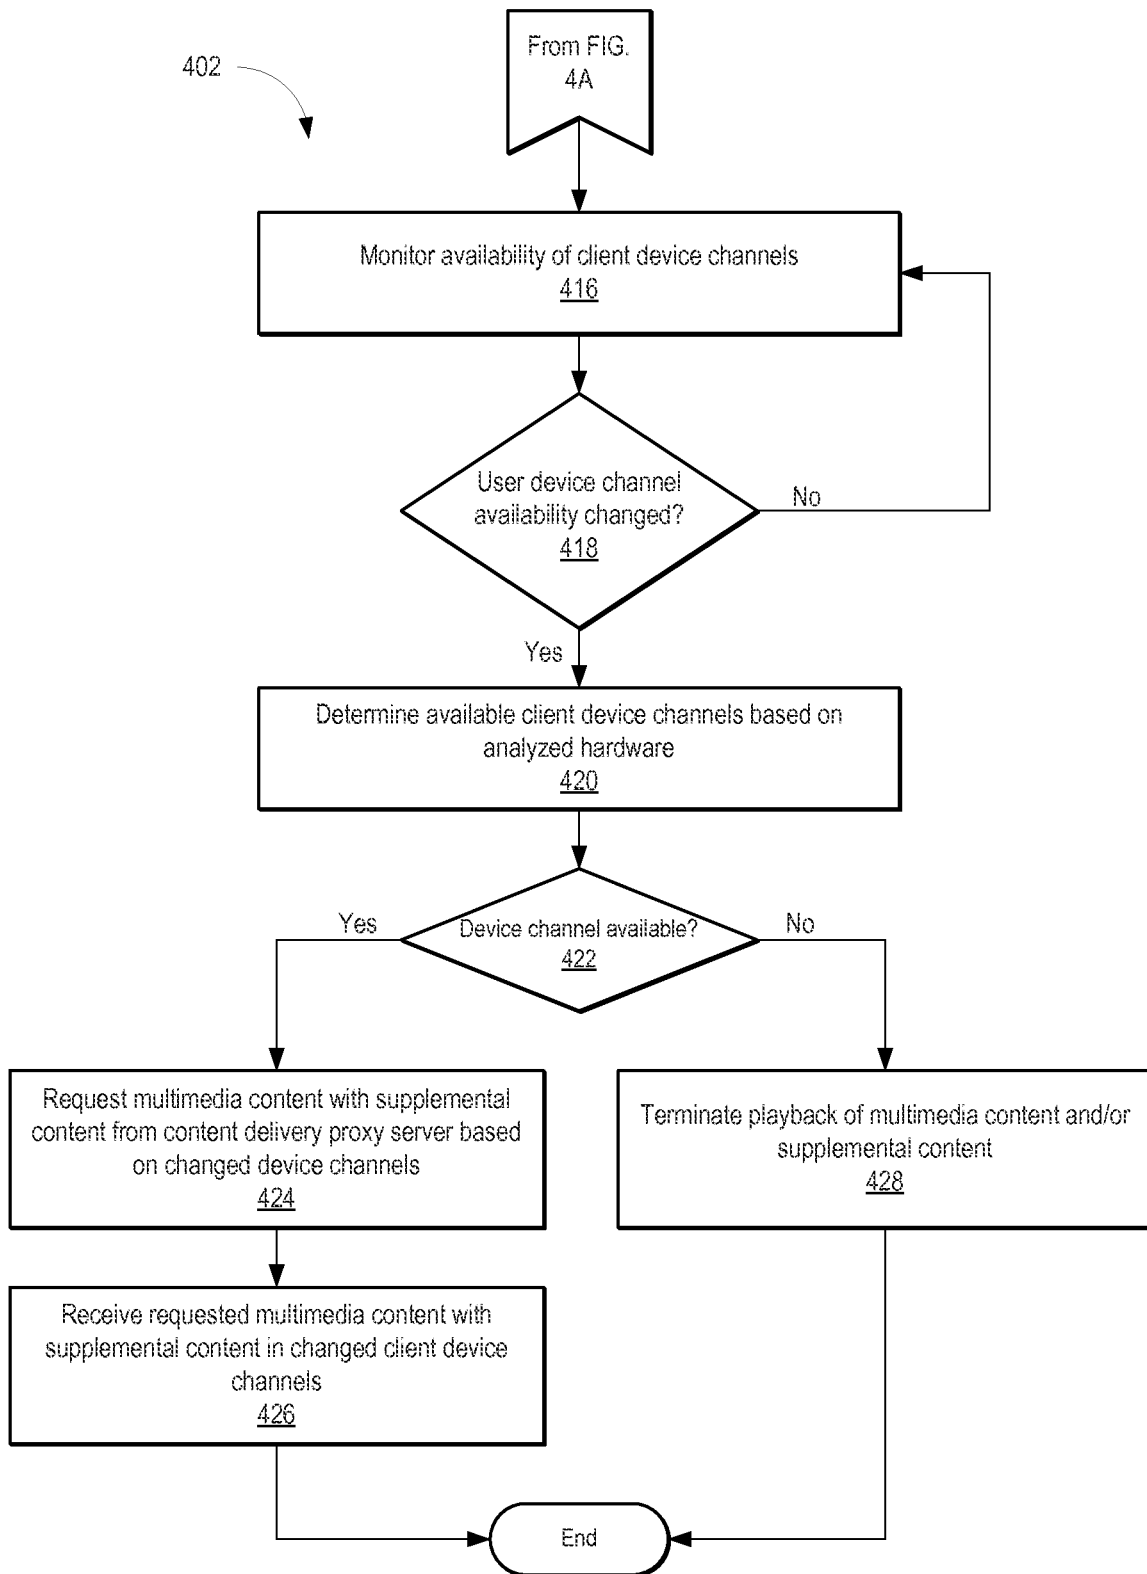 From FIG.
4A
402
Monitor availability of client device channels
416
User device channel
availability changed?
418
No
Yes
Determine available client device channels based on
analyzed hardware
420
Device channel available?
422
Yes
No
Request multimedia content with supplemental
content from content delivery proxy server based
on changed device channels
424
Terminate playback of multimedia content and/or
supplemental content
428
Receive requested multimedia content with
supplemental content in changed client device
channels
426
End